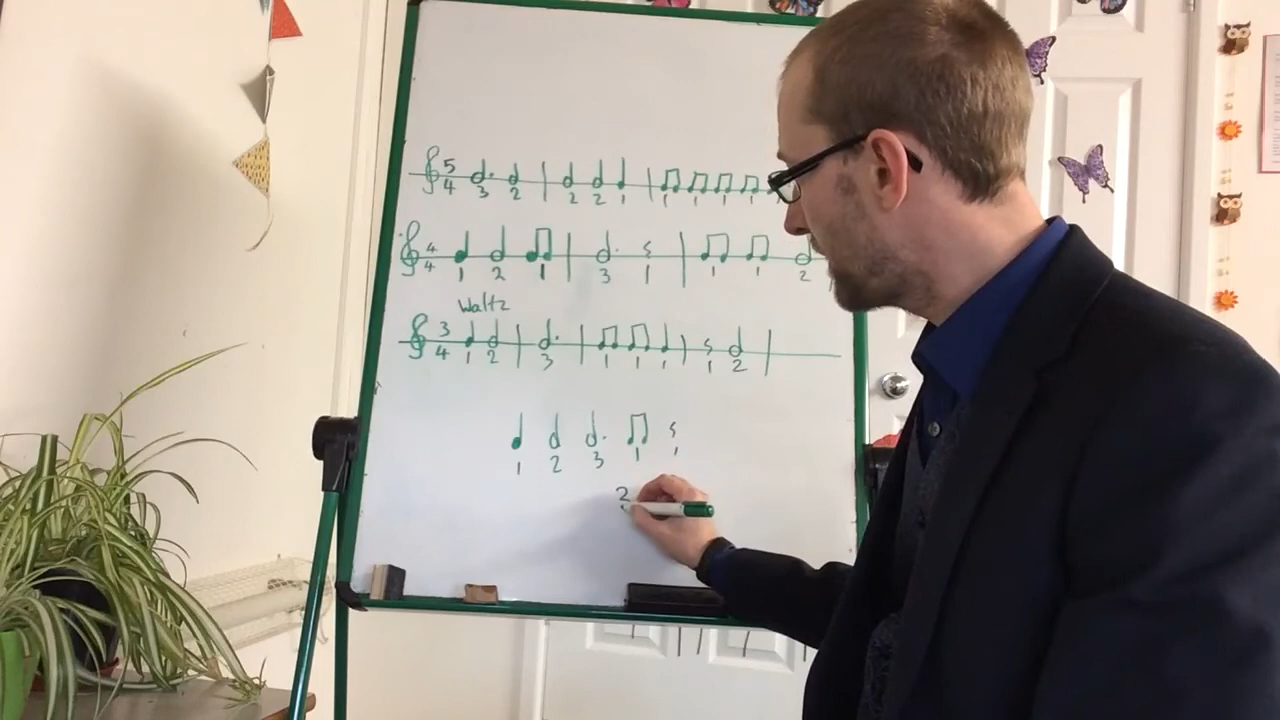 5 4 3 2 2 2 1 1 1 1 1
4 4 1 2 1 3 1 1 1 2
Waltz
3 4 1 2 3 1 1 1 1 2
1 2 3 1 1
2